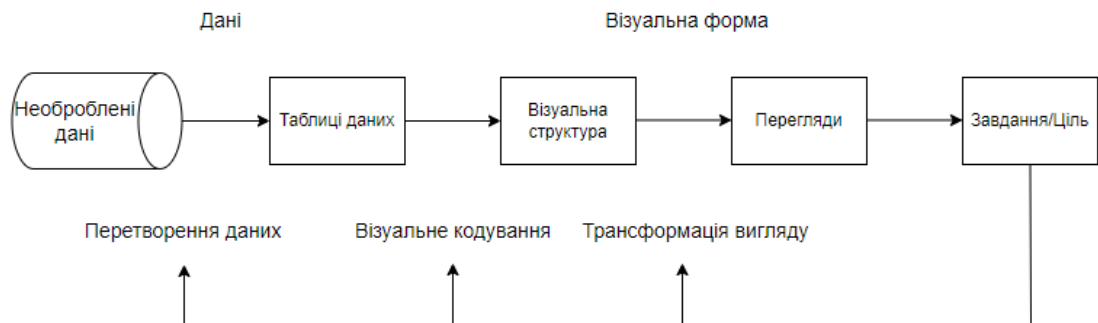 Дані
Візуальна форма
Необроблені
дані
Таблиці даних
Візуальна
структура
Перегляди
Завдання/Ціль
Перетворення даних
Візуальне кодування
Трансформація вигляду